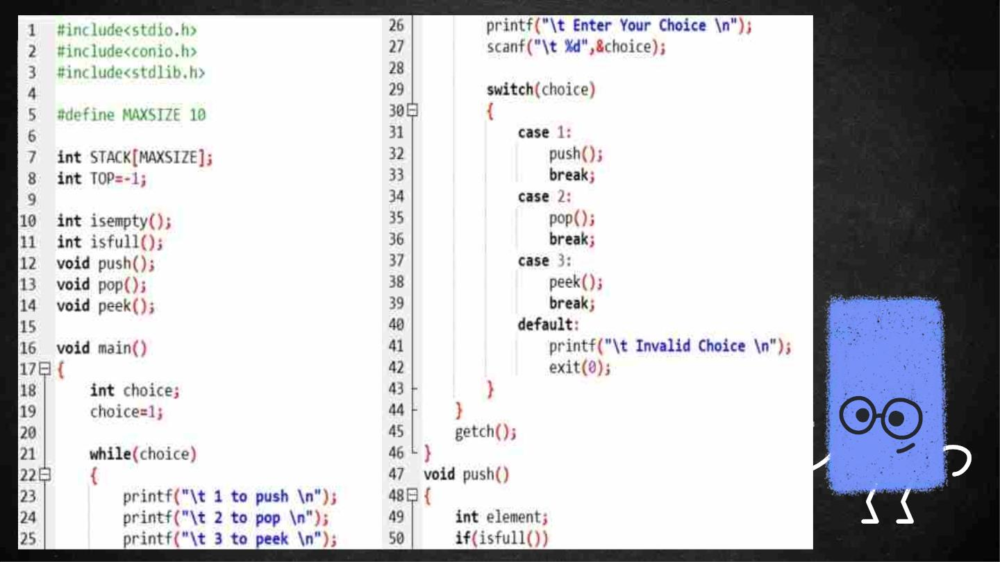 1 #include<stdio.h>
2 #include<conio.h>
3 #include<stdlib.h>
4
5 #define MAXSIZE 10
6
7 int STACK[MAXSIZE];
8 int TOP=-1;
9
10 int isempty();
11 int isfull();
12 void push();
13 void pop();
14 void peek();
15
16 void main()
17 {
18 int choice;
19 choice=1;
20
21 while(choice)
22 {
23 printf("\t 1 to push \n");
24 printf("\t 2 to pop \n");
25 printf("\t 3 to peek \n");
26 printf("\t Enter Your Choice \n");
27 scanf("\t %d",&choice);
28
29 switch(choice)
30 {
31 case 1:
32 push();
33 break;
34 case 2:
35 pop();
36 break;
37 case 3:
38 peek();
39 break;
40 default:
41 printf("\t Invalid Choice \n");
42 exit(0);
43 }
44 }
45 getch();
46 }
47 void push()
48 {
49 int element;
50 if(isfull())